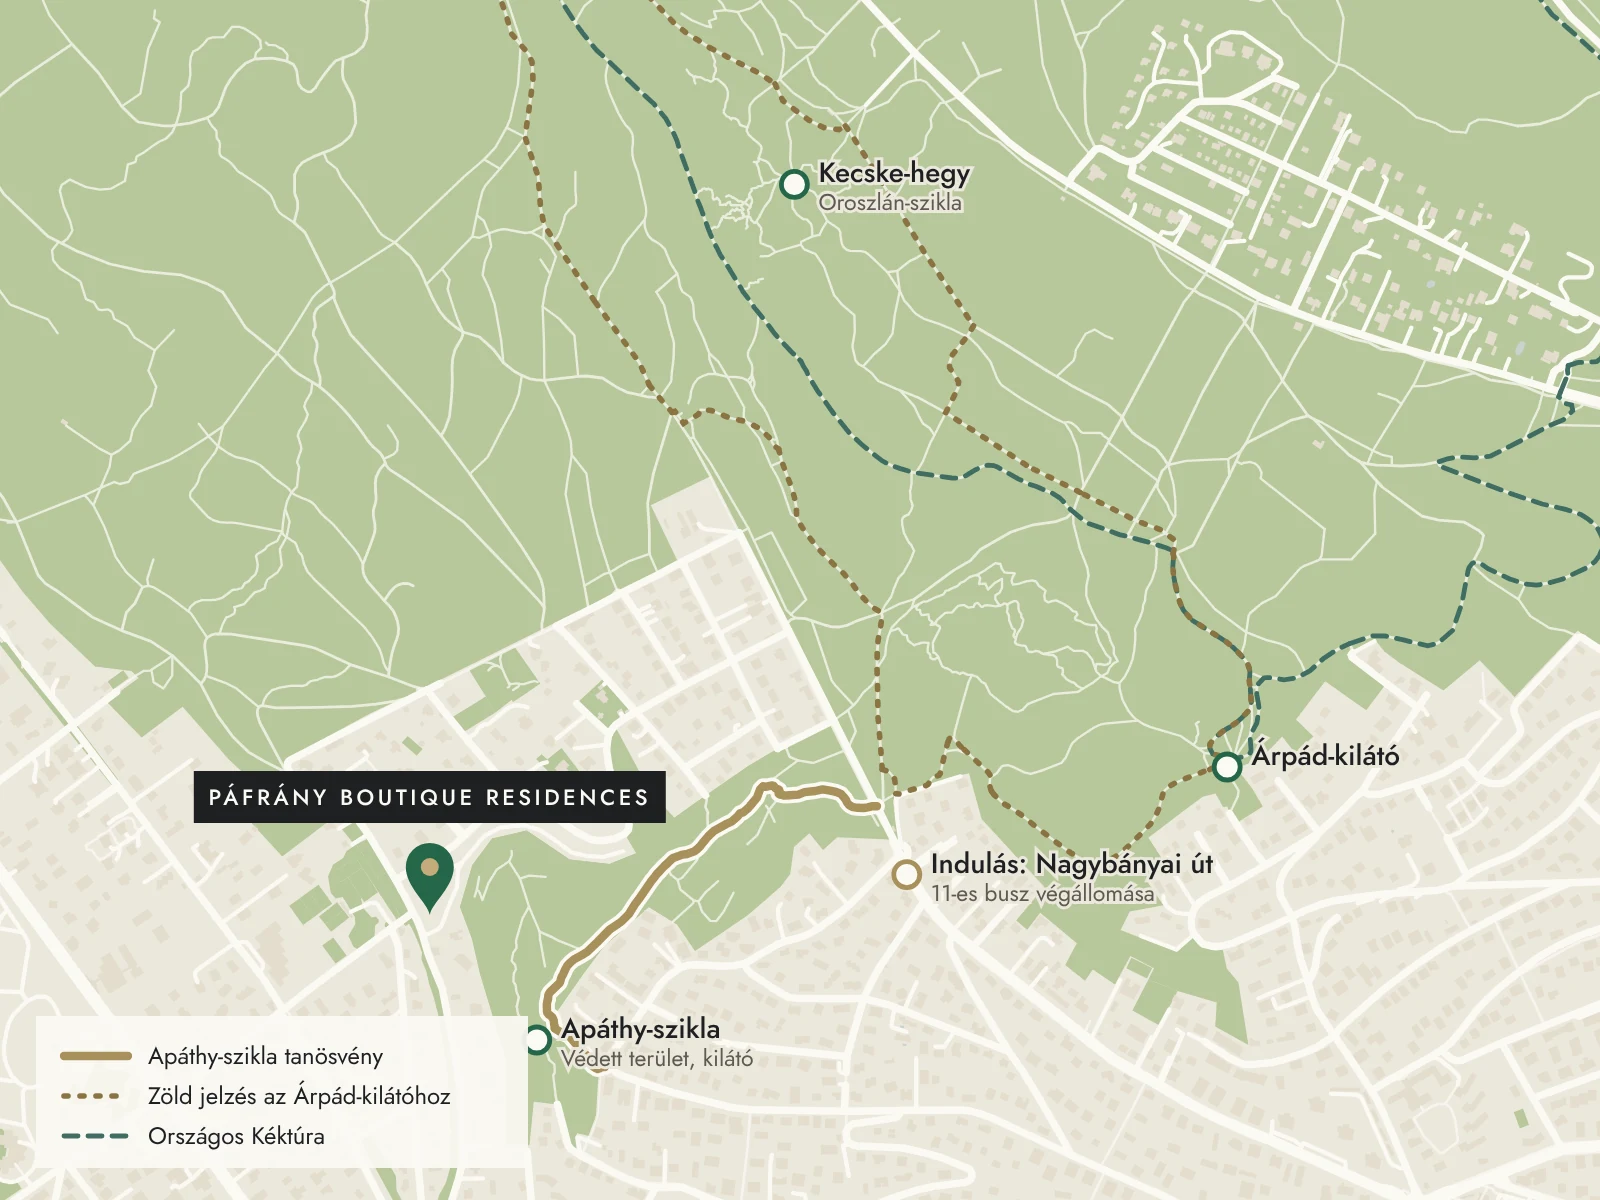 Kecske-hegy
Oroszlán-szikla
Árpád-kilátó
PÁFRÁNY BOUTIQUE RESIDENCES
Indulás: Nagybányai út
11-es busz végállomása
Apáthy-szikla
Védett terület, kilátó
Apáthy-szikla tanösvény
Zöld jelzés az Árpád-kilátóhoz
Országos Kéktúra